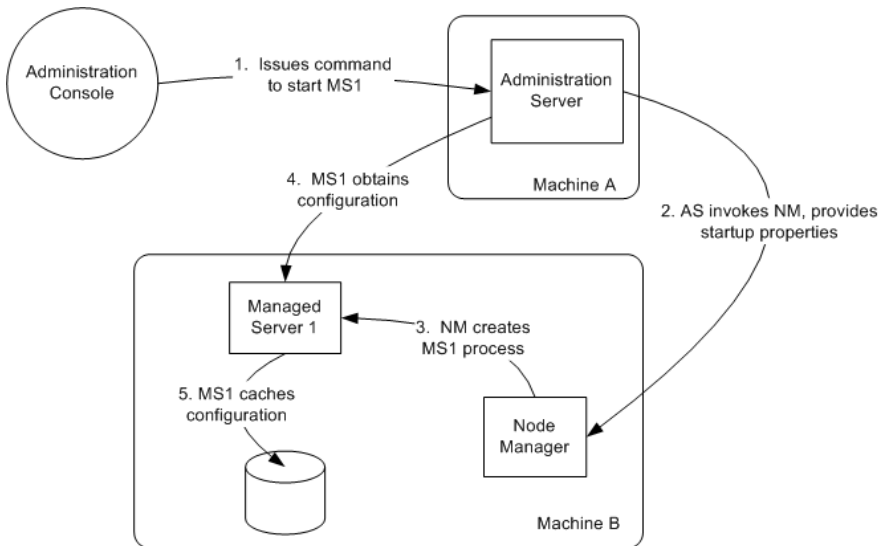 Administration
Console
1. Issues command
to start MS1
Administration
Server
Machine A
4. MS1 obtains
configuration
2. AS invokes NM, provides
startup properties
Managed
Server 1
3. NM creates
MS1 process
5. MS1 caches
configuration
Node
Manager
Machine B